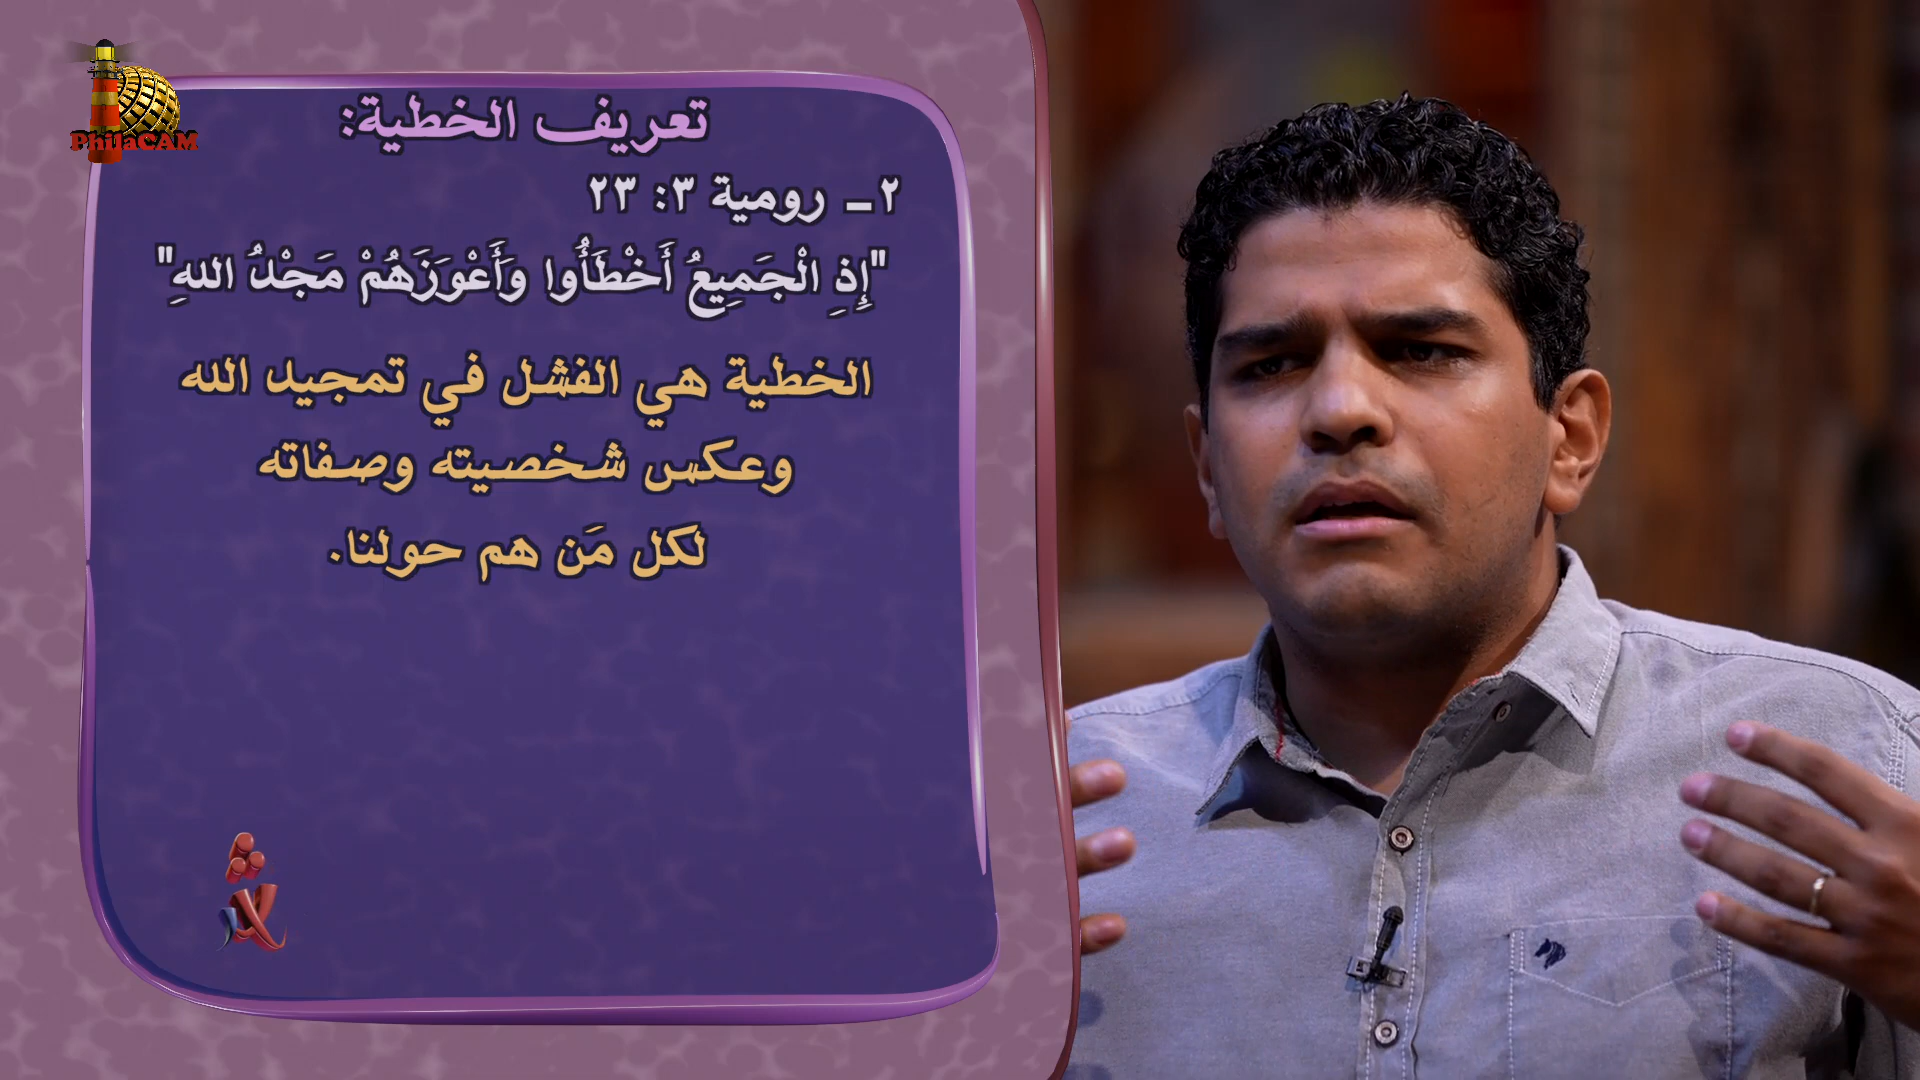 PhilaCAM
تعريف الخطية:
٢ـ رومية ٣: ٢٣
"إِذِ الْجَمِيعُ أَخْطَأُوا وَأَعْوَزَهُمْ مَجْدُ اللهِ"
الخطية هي الفشل في تمجيد الله
وعكس شخصيته وصفاته
لكل مَن هم حولنا.